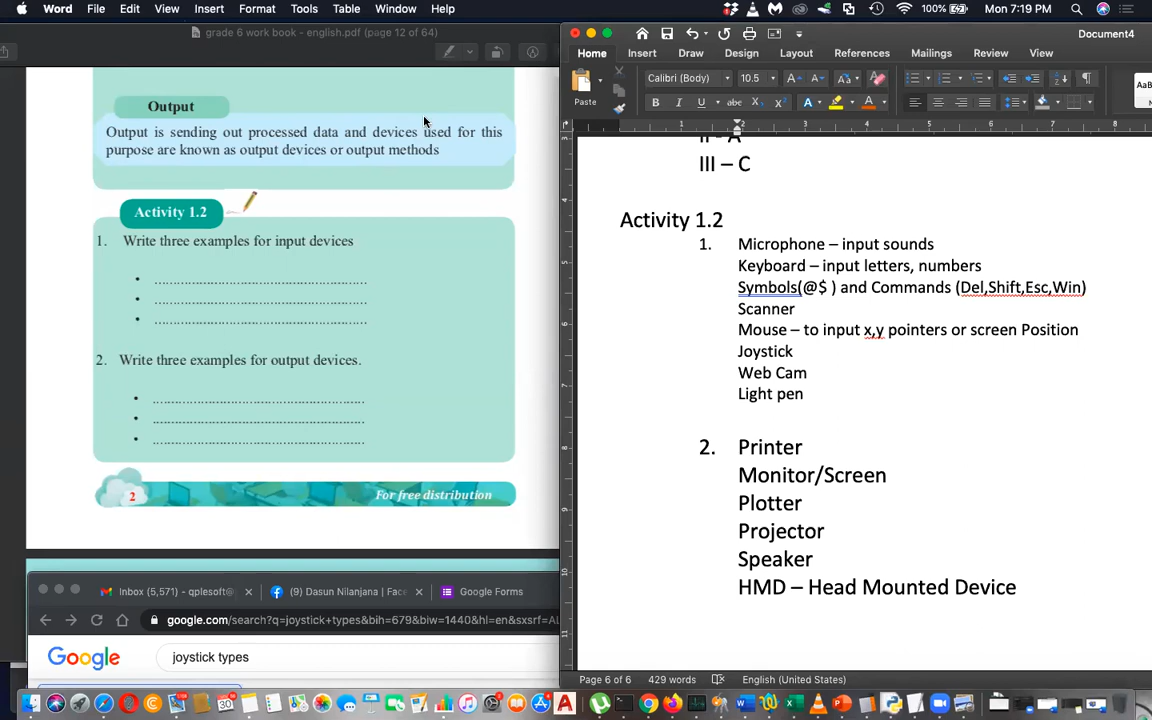 Word File Edit View Insert Format Tools Table Window Help 100% Mon 7:19 PM
grade 6 work book - english.pdf (page 12 of 64)
Output
Output is sending out processed data and devices used for this
purpose are known as output devices or output methods
Activity 1.2
1. Write three examples for input devices
• ................................................................
• ................................................................
• ................................................................
2. Write three examples for output devices.
• ................................................................
• ................................................................
• ................................................................
2
For free distribution
Inbox (5,571) - qplesoft@
(9) Dasun Nilanjana | Face
Google Forms
google.com/search?q=joystick+types&bih=679&biw=1440&hl=en&sxsrf=AL
Google
joystick types
Document4
Home Insert Draw Design Layout References Mailings Review View
Paste
Calibri (Body) 10.5
AaB
II - A
III – C
Activity 1.2
1. Microphone – input sounds
Keyboard – input letters, numbers
Symbols(@$ ) and Commands (Del,Shift,Esc,Win)
Scanner
Mouse – to input x,y pointers or screen Position
Joystick
Web Cam
Light pen
2. Printer
Monitor/Screen
Plotter
Projector
Speaker
HMD – Head Mounted Device
Page 6 of 6 429 words English (United States)